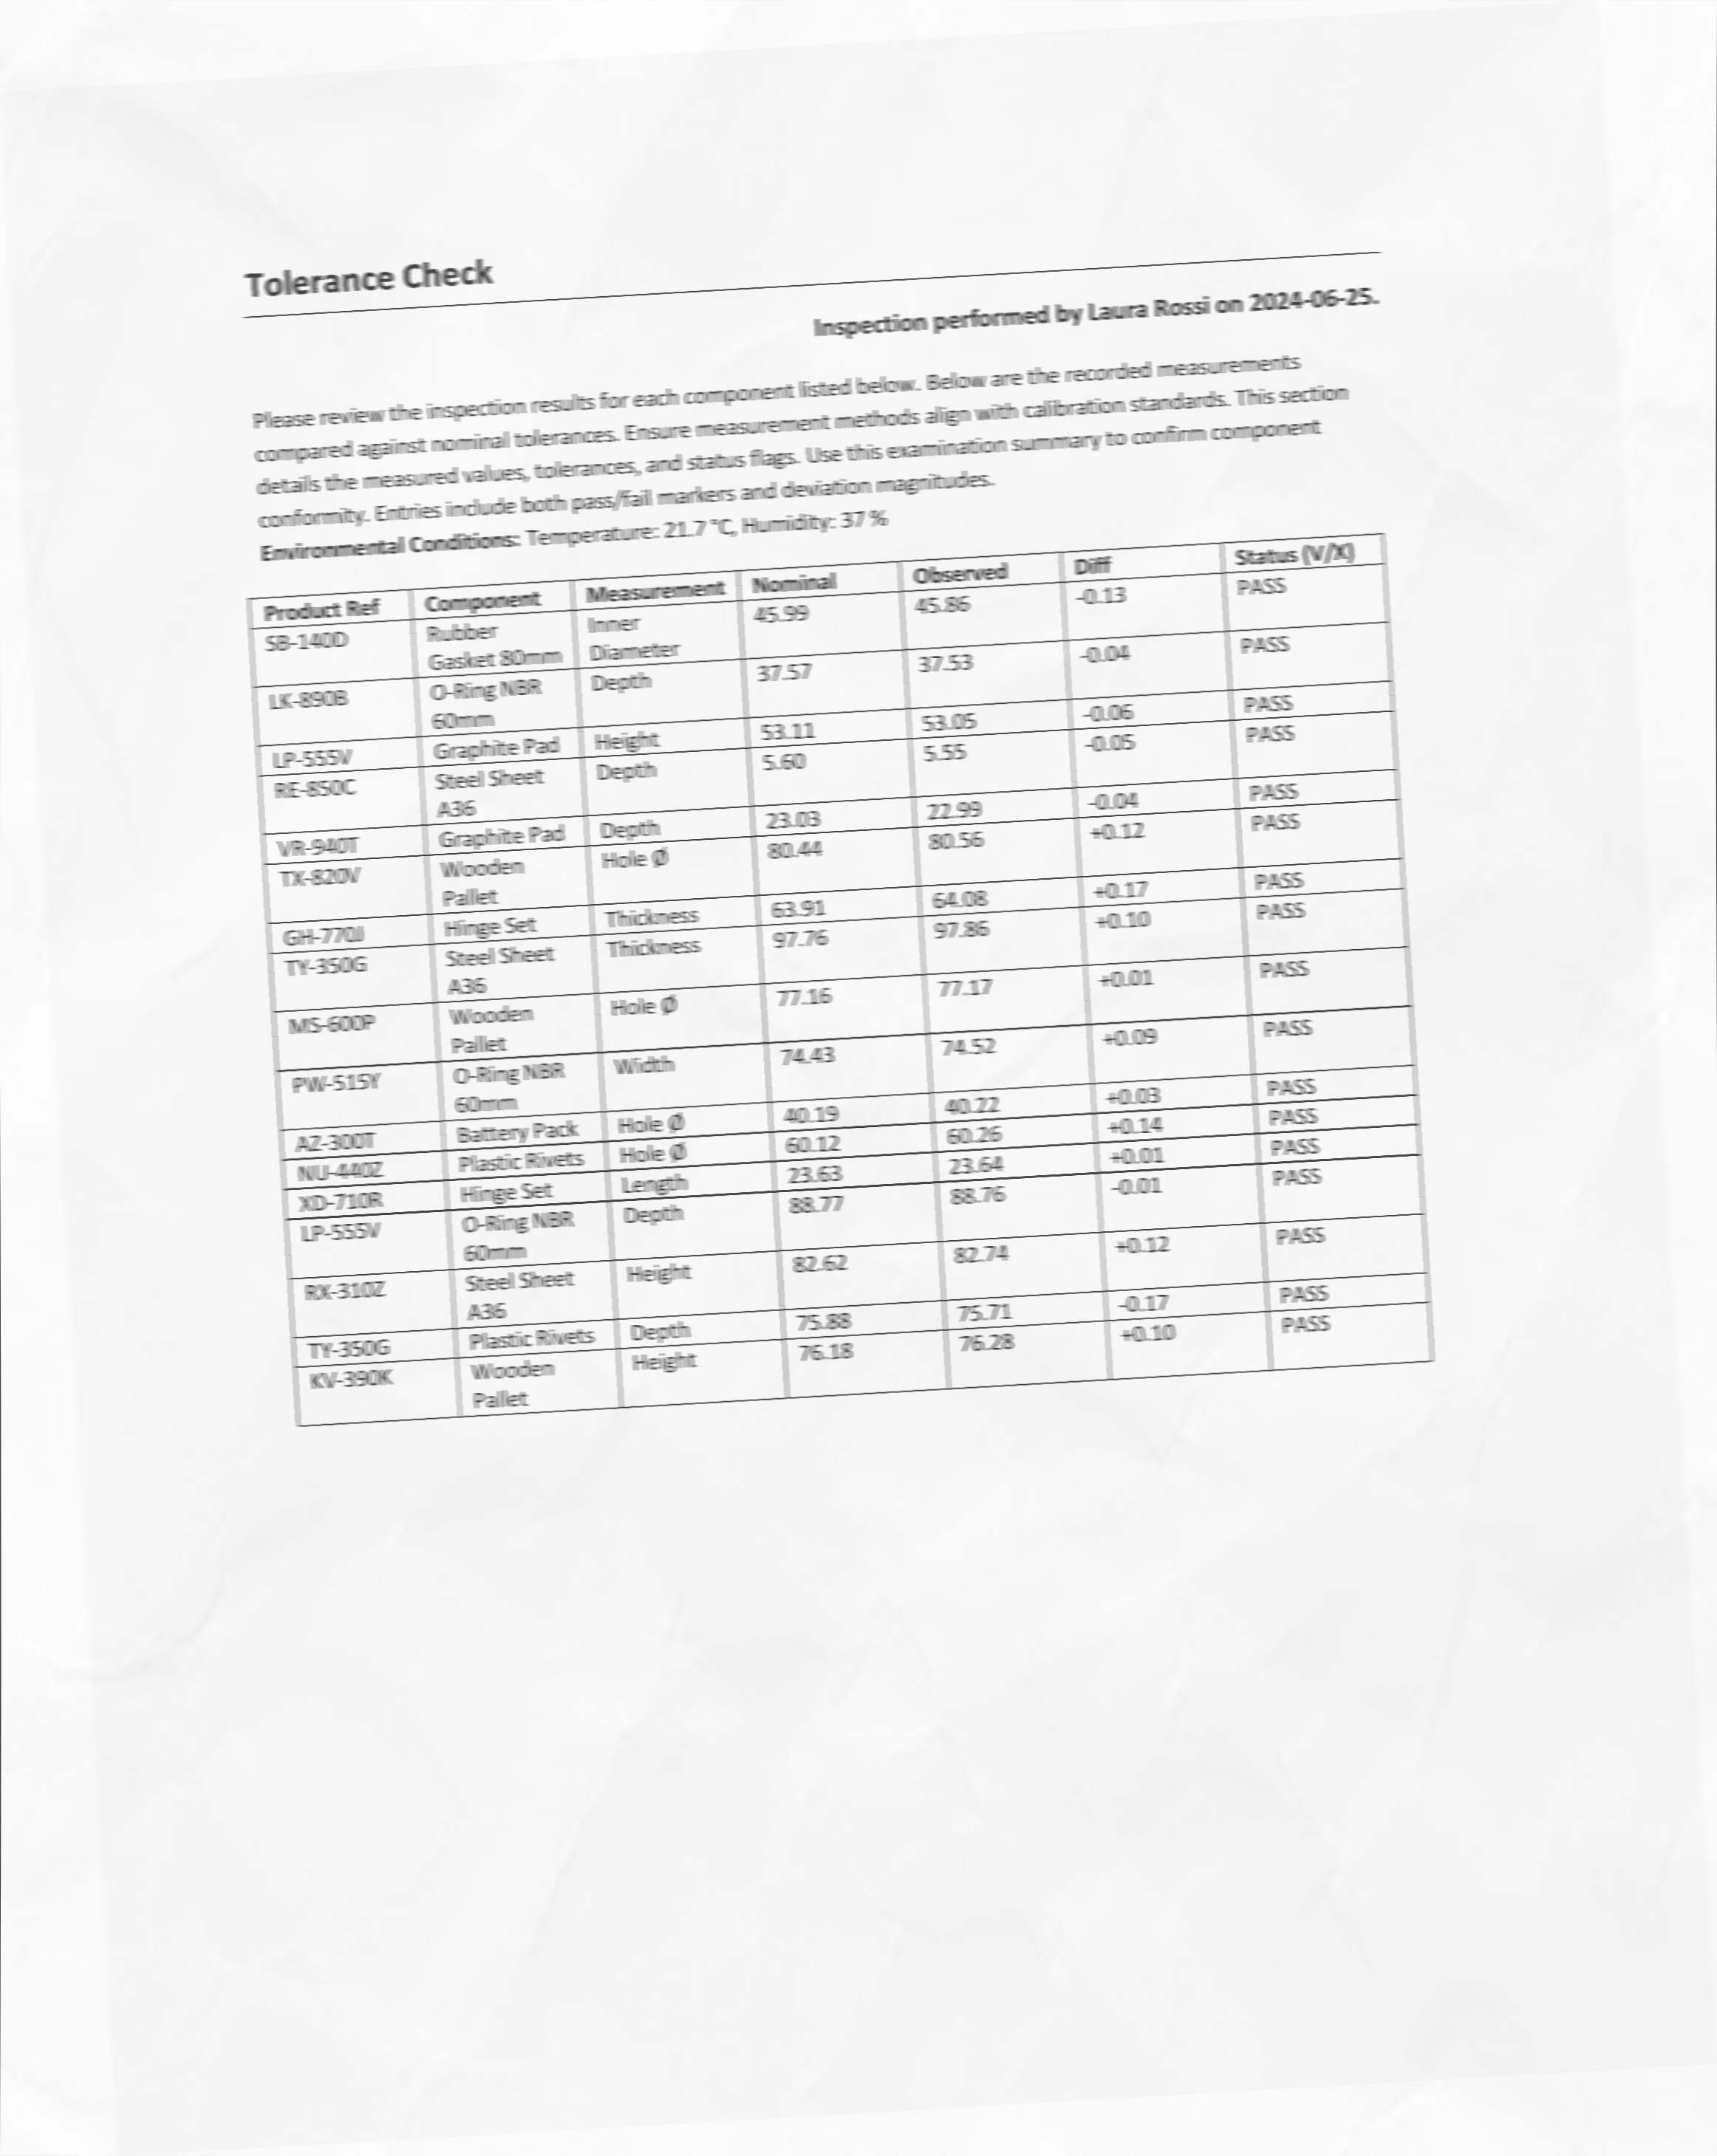 Tolerance Check
Inspection performed by Laura Rossi on 2024-06-25.
Please review the inspection results for each component listed below. Below are the recorded measurements
compared against nominal tolerances. Ensure measurement methods align with calibration standards. This section
details the measured values, tolerances, and status flags. Use this examination summary to confirm component
conformity. Entries include both pass/fail markers and deviation magnitudes.
Environmental Conditions: Temperature: 21.7 °C, Humidity: 37 %
Product Ref Component Measurement Nominal Observed Diff Status (V/X)
SB-140D Rubber Inner 45.99 45.86 -0.13 PASS
Gasket 80mm Diameter
LK-890B O-Ring NBR Depth 37.57 37.53 -0.04 PASS
60mm
LP-555V Graphite Pad Height 53.11 53.05 -0.06 PASS
RE-850C Steel Sheet Depth 5.60 5.55 -0.05 PASS
A36
VR-940T Graphite Pad Depth 23.03 22.99 -0.04 PASS
TX-820V Wooden Hole Ø 80.44 80.56 +0.12 PASS
Pallet
GH-770J Hinge Set Thickness 63.91 64.08 +0.17 PASS
TY-350G Steel Sheet Thickness 97.76 97.86 +0.10 PASS
A36
MS-600P Wooden Hole Ø 77.16 77.17 +0.01 PASS
Pallet
PW-515Y O-Ring NBR Width 74.43 74.52 +0.09 PASS
60mm
AZ-300T Battery Pack Hole Ø 40.19 40.22 +0.03 PASS
NU-440Z Plastic Rivets Hole Ø 60.12 60.26 +0.14 PASS
XD-710R Hinge Set Length 23.63 23.64 +0.01 PASS
LP-555V O-Ring NBR Depth 88.77 88.76 -0.01 PASS
60mm
RX-310Z Steel Sheet Height 82.62 82.74 +0.12 PASS
A36
TY-350G Plastic Rivets Depth 75.88 75.71 -0.17 PASS
KV-390K Wooden Height 76.18 76.28 +0.10 PASS
Pallet